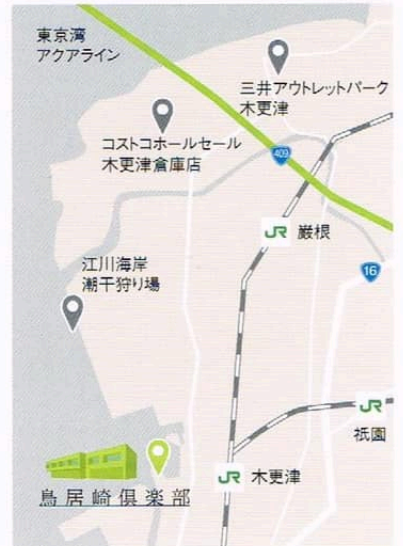 東京湾
アクアライン
三井アウトレットパーク
木更津
コストコホールセール
木更津倉庫店
409
JR 巌根
江川海岸
潮干狩り場
16
JR
祇園
JR 木更津
鳥居崎倶楽部